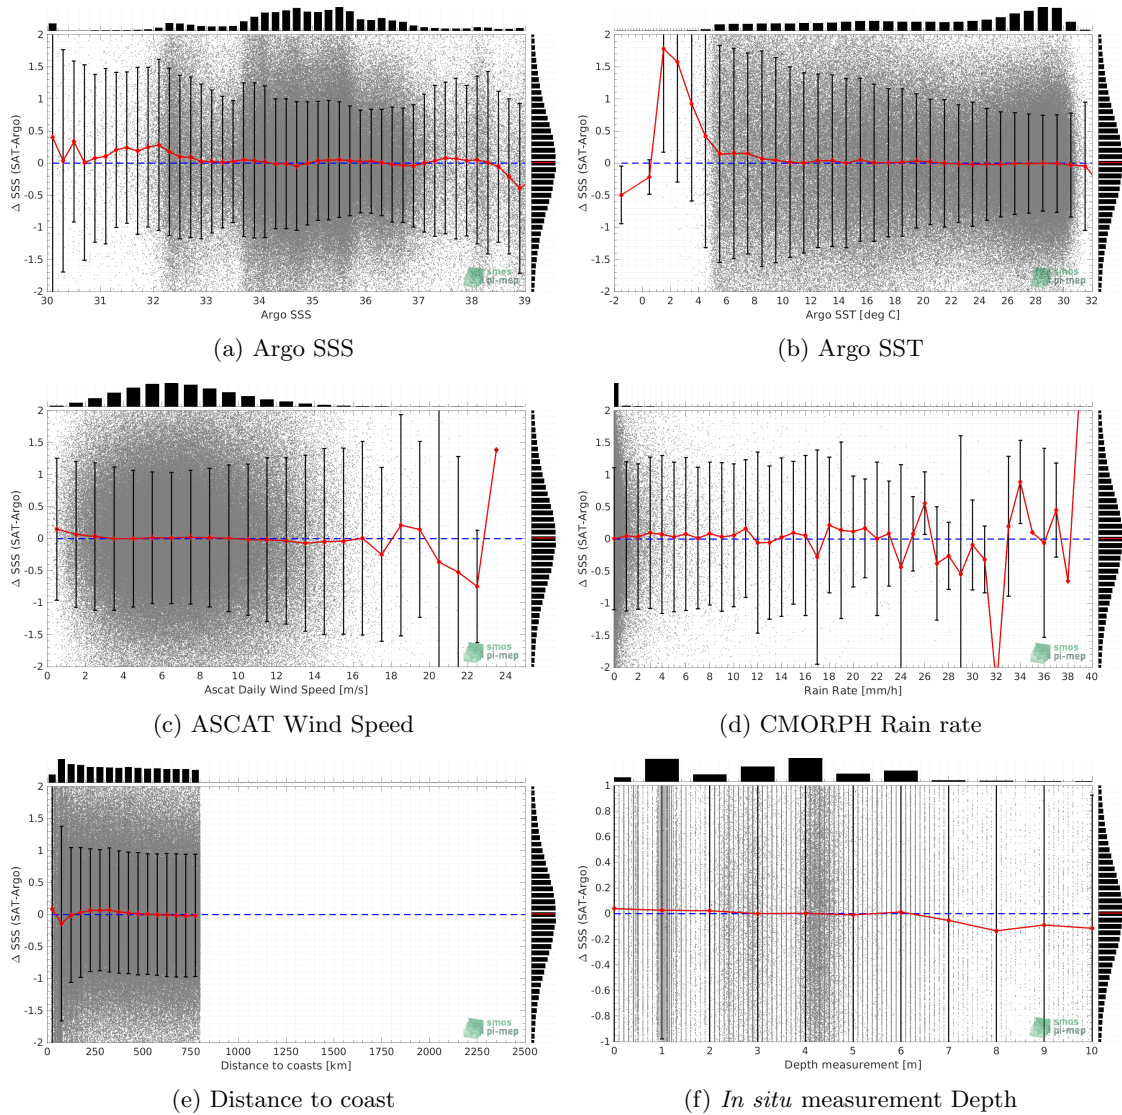 2
1.5
1
0.5
0
-0.5
-1
-1.5
-2
Δ SSS (SAT-Argo)
30 31 32 33 34 35 36 37 38 39
Argo SSS
smos
pi-mep
(a) Argo SSS
2
1.5
1
0.5
0
-0.5
-1
-1.5
-2
Δ SSS (SAT-Argo)
-2 0 2 4 6 8 10 12 14 16 18 20 22 24 26 28 30 32
Argo SST [deg C]
smos
pi-mep
(b) Argo SST
2
1.5
1
0.5
0
-0.5
-1
-1.5
-2
Δ SSS (SAT-Argo)
0 2 4 6 8 10 12 14 16 18 20 22 24
Ascat Daily Wind Speed [m/s]
smos
pi-mep
(c) ASCAT Wind Speed
2
1.5
1
0.5
0
-0.5
-1
-1.5
-2
Δ SSS (SAT-Argo)
0 2 4 6 8 10 12 14 16 18 20 22 24 26 28 30 32 34 36 38 40
Rain Rate [mm/h]
smos
pi-mep
(d) CMORPH Rain rate
2
1.5
1
0.5
0
-0.5
-1
-1.5
-2
Δ SSS (SAT-Argo)
0 250 500 750 1000 1250 1500 1750 2000 2250 2500
Distance to coasts [km]
smos
pi-mep
(e) Distance to coast
1
0.8
0.6
0.4
0.2
0
-0.2
-0.4
-0.6
-0.8
-1
Δ SSS (SAT-Argo)
0 1 2 3 4 5 6 7 8 9 10
Depth measurement [m]
smos
pi-mep
(f) In situ measurement Depth